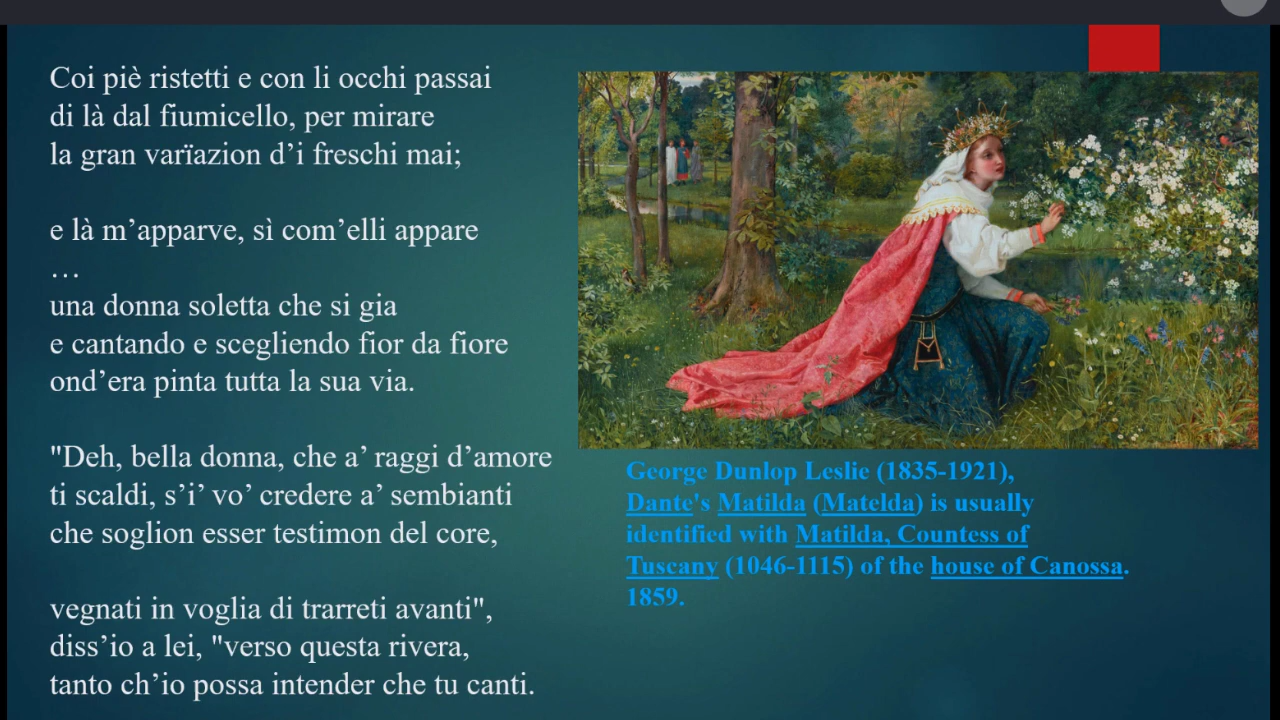 Coi piè ristetti e con li occhi passai
di là dal fiumicello, per mirare
la gran varïazion d’i freschi mai;
e là m’apparve, sì com’elli appare
…
una donna soletta che si gia
e cantando e scegliendo fior da fiore
ond’era pinta tutta la sua via.
"Deh, bella donna, che a’ raggi d’amore
ti scaldi, s’i’ vo’ credere a’ sembianti
che soglion esser testimon del core,
vegnati in voglia di trarreti avanti",
diss’io a lei, "verso questa rivera,
tanto ch’io possa intender che tu canti.
George Dunlop Leslie (1835-1921),
Dante's Matilda (Matelda) is usually
identified with Matilda, Countess of
Tuscany (1046-1115) of the house of Canossa.
1859.